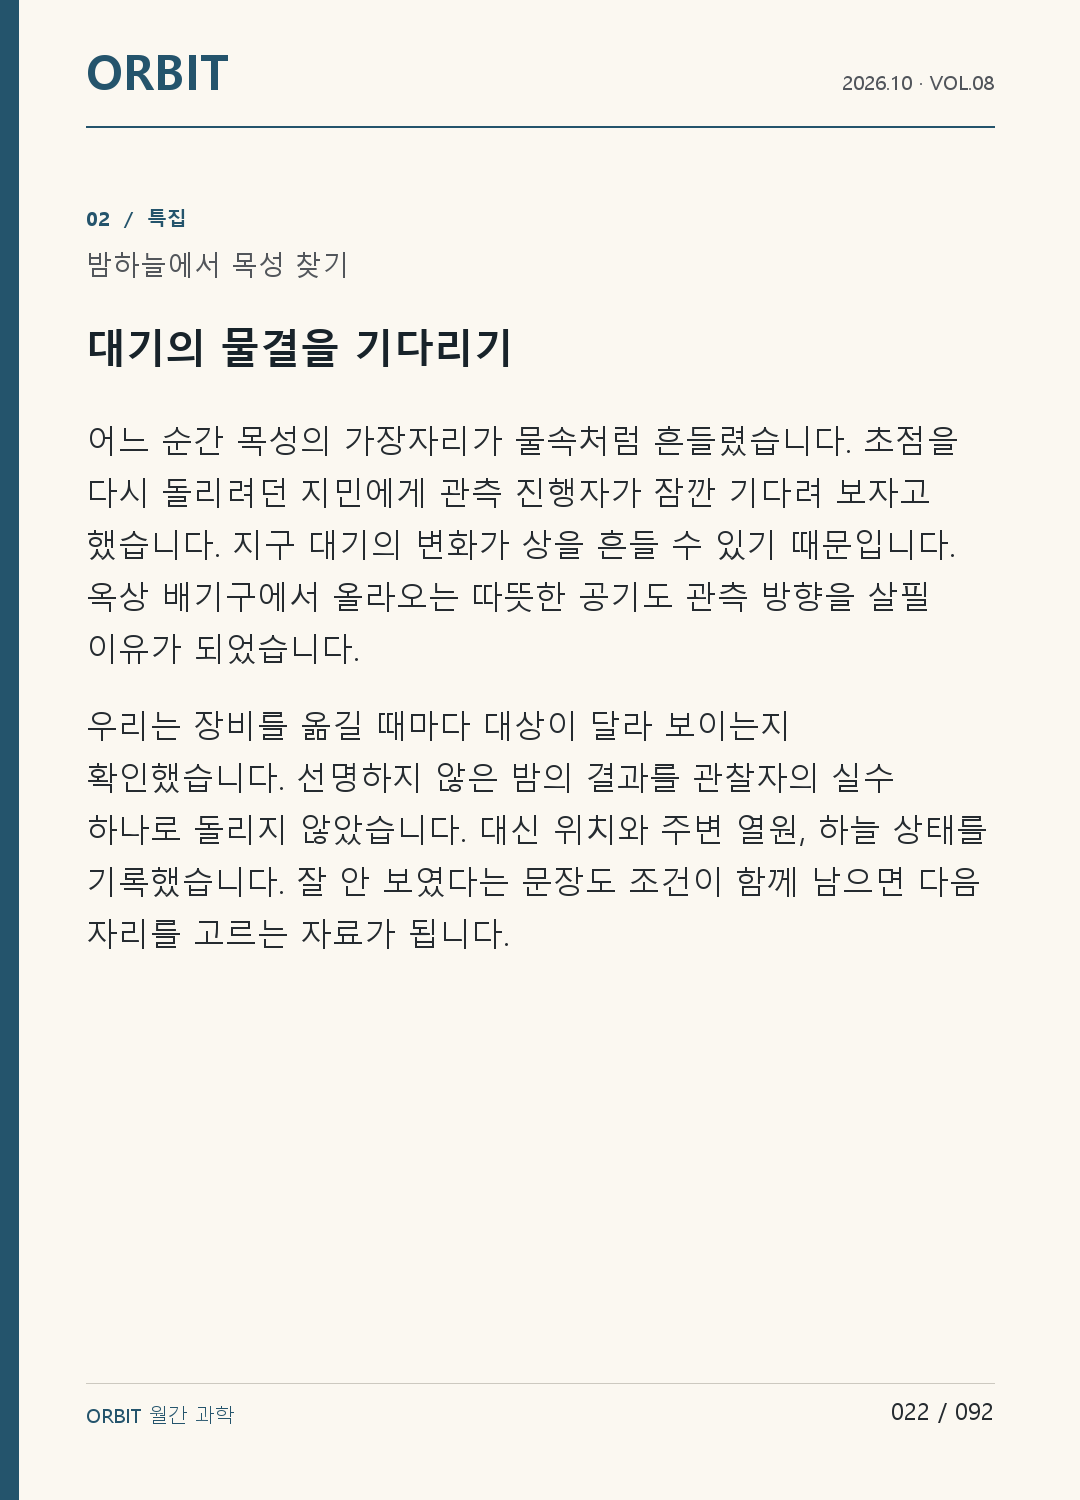 ORBIT
2026.10 · VOL.08
02 / 특집
밤하늘에서 목성 찾기
대기의 물결을 기다리기
어느 순간 목성의 가장자리가 물속처럼 흔들렸습니다. 초점을
다시 돌리려던 지민에게 관측 진행자가 잠깐 기다려 보자고
했습니다. 지구 대기의 변화가 상을 흔들 수 있기 때문입니다.
옥상 배기구에서 올라오는 따뜻한 공기도 관측 방향을 살필
이유가 되었습니다.
우리는 장비를 옮길 때마다 대상이 달라 보이는지
확인했습니다. 선명하지 않은 밤의 결과를 관찰자의 실수
하나로 돌리지 않았습니다. 대신 위치와 주변 열원, 하늘 상태를
기록했습니다. 잘 안 보였다는 문장도 조건이 함께 남으면 다음
자리를 고르는 자료가 됩니다.
ORBIT 월간 과학
022 / 092